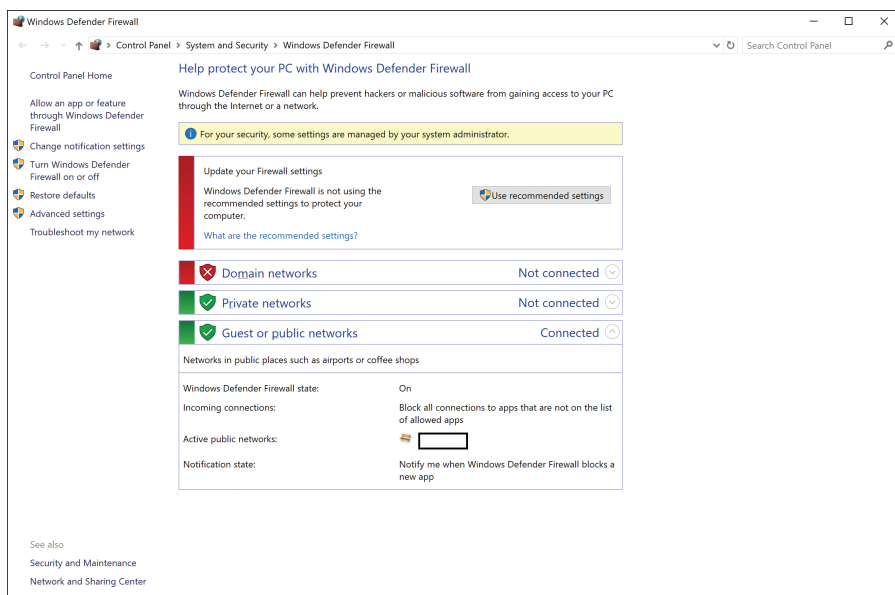 Windows Defender Firewall
Control Panel > System and Security > Windows Defender Firewall
Search Control Panel
Control Panel Home
Allow an app or feature
through Windows Defender
Firewall
Change notification settings
Turn Windows Defender
Firewall on or off
Restore defaults
Advanced settings
Troubleshoot my network
Help protect your PC with Windows Defender Firewall
Windows Defender Firewall can help prevent hackers or malicious software from gaining access to your PC
through the Internet or a network.
For your security, some settings are managed by your system administrator.
Update your Firewall settings
Windows Defender Firewall is not using the
recommended settings to protect your
computer.
Use recommended settings
What are the recommended settings?
Domain networks Not connected
Private networks Not connected
Guest or public networks Connected
Networks in public places such as airports or coffee shops
Windows Defender Firewall state: On
Incoming connections: Block all connections to apps that are not on the list
of allowed apps
Active public networks:
Notification state: Notify me when Windows Defender Firewall blocks a
new app
See also
Security and Maintenance
Network and Sharing Center